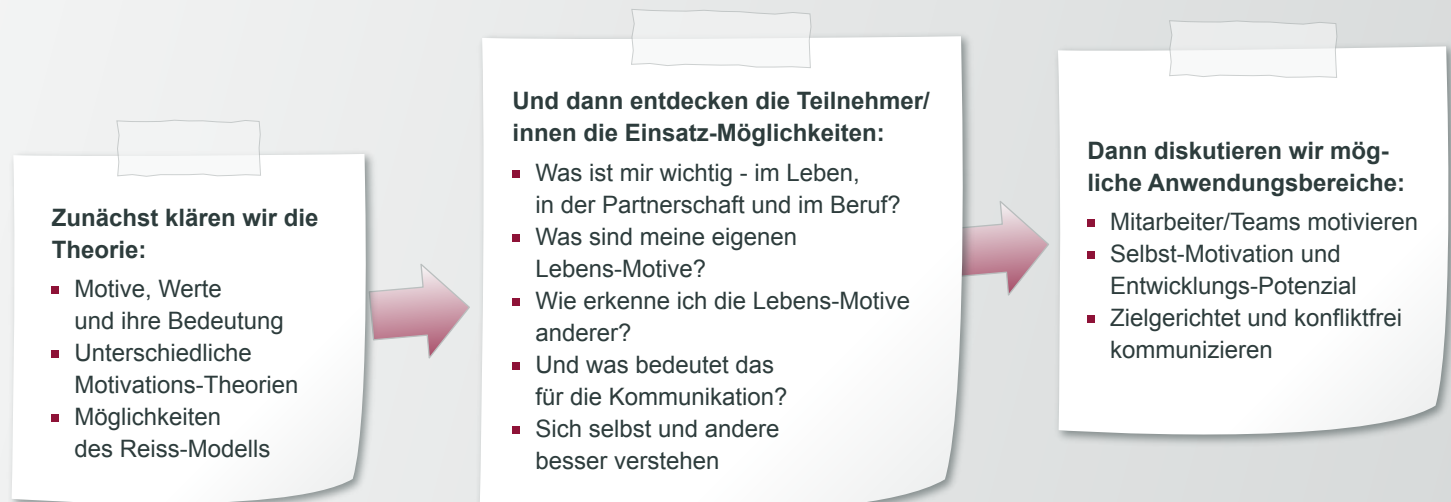 Zunächst klären wir die
Theorie:
▪ Motive, Werte
und ihre Bedeutung
▪ Unterschiedliche
Motivations-Theorien
▪ Möglichkeiten
des Reiss-Modells
Und dann entdecken die Teilnehmer/
innen die Einsatz-Möglichkeiten:
▪ Was ist mir wichtig - im Leben,
in der Partnerschaft und im Beruf?
▪ Was sind meine eigenen
Lebens-Motive?
▪ Wie erkenne ich die Lebens-Motive
anderer?
▪ Und was bedeutet das
für die Kommunikation?
▪ Sich selbst und andere
besser verstehen
Dann diskutieren wir mög-
liche Anwendungsbereiche:
▪ Mitarbeiter/Teams motivieren
▪ Selbst-Motivation und
Entwicklungs-Potenzial
▪ Zielgerichtet und konfliktfrei
kommunizieren